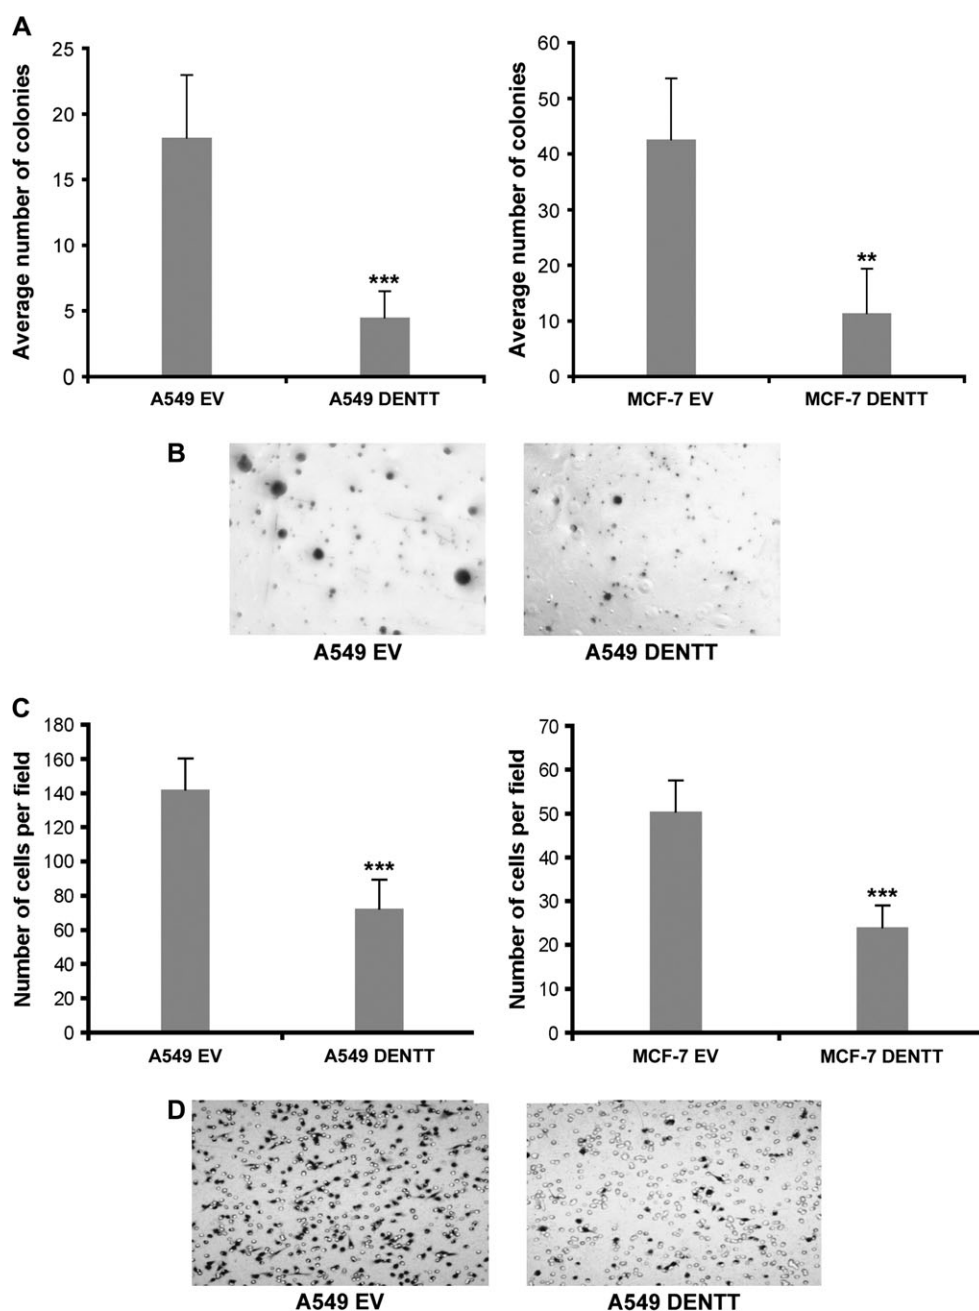 A
Average number of colonies
25
20
15
10
5
0
***
A549 EV
A549 DENTT
Average number of colonies
60
50
40
30
20
10
0
**
MCF-7 EV
MCF-7 DENTT
B
A549 EV
A549 DENTT
C
Number of cells per field
180
160
140
120
100
80
60
40
20
0
***
A549 EV
A549 DENTT
Number of cells per field
70
60
50
40
30
20
10
0
***
MCF-7 EV
MCF-7 DENTT
D
A549 EV
A549 DENTT